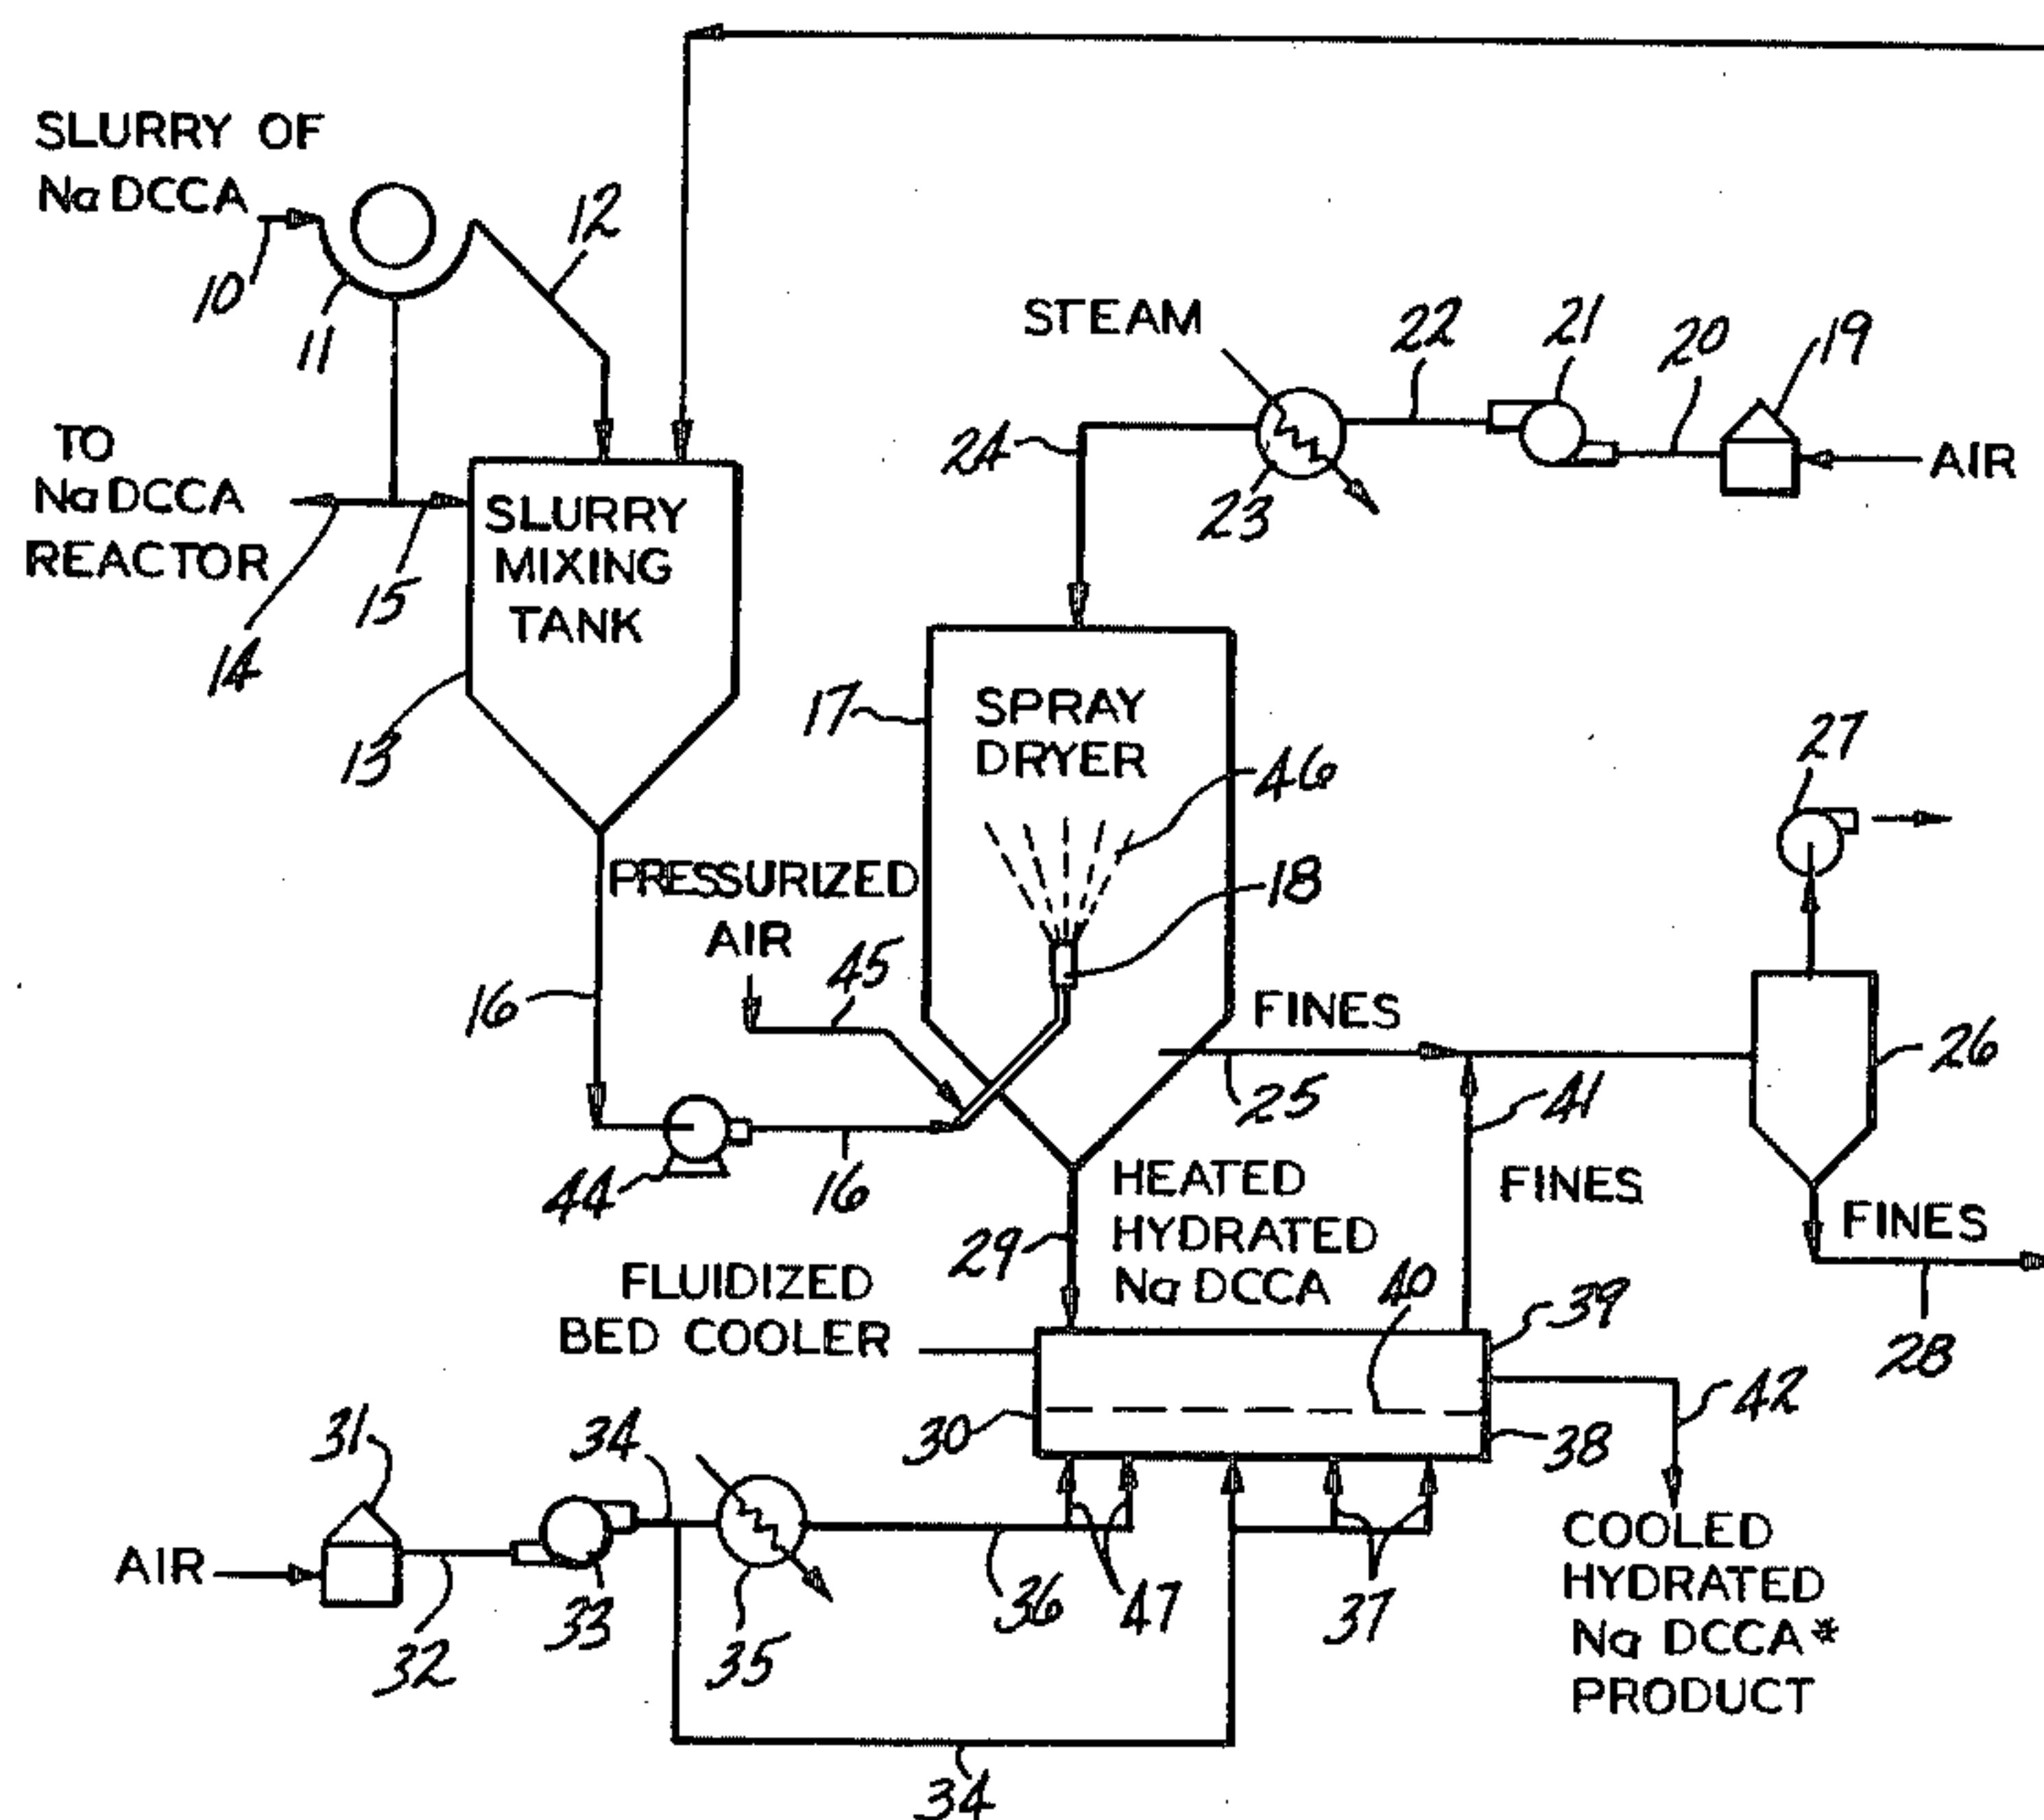 SLURRY OF
Na DCCA
10
11
12
TO
Na DCCA
REACTOR
14
15
SLURRY
MIXING
TANK
13
STEAM
22
21
20
19
AIR
24
23
17
SPRAY
DRYER
46
18
27
PRESSURIZED
AIR
45
16
44
16
FINES
25
41
26
FINES
FINES
28
29
HEATED
HYDRATED
Na DCCA
FLUIDIZED
BED COOLER
40
39
30
38
42
31
34
AIR
32
33
35
36
47
37
COOLED
HYDRATED
Na DCCA*
PRODUCT
34